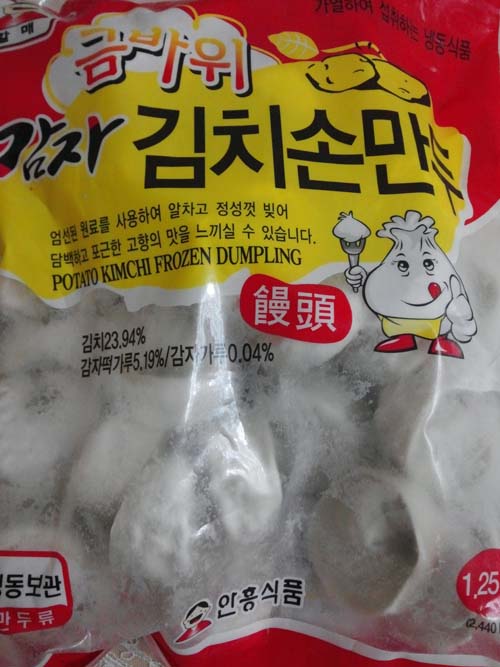 할매
가열하여 섭취하는 냉동식품
금바위
감자 김치손만두
엄선된 원료를 사용하여 알차고 정성껏 빚어
담백하고 포근한 고향의 맛을 느끼실 수 있습니다.
POTATO KIMCHI FROZEN DUMPLING
饅頭
김치23.94%
감자떡가루5.19%/감자가루0.04%
냉동보관
만두류
안흥식품
1.25
(2,440